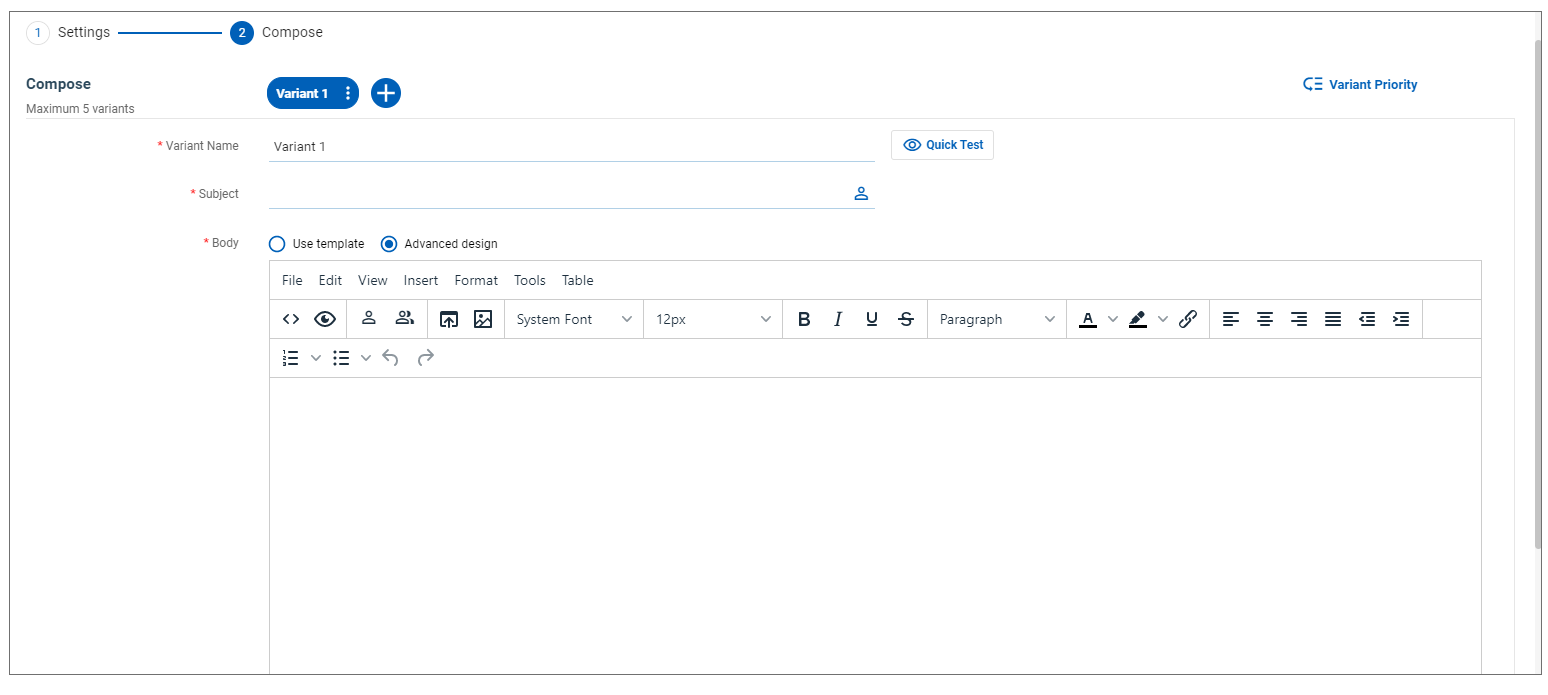 1 Settings 2 Compose
Compose
Variant 1
Variant Priority
Maximum 5 variants
* Variant Name Variant 1
Quick Test
* Subject
* Body Use template Advanced design
File Edit View Insert Format Tools Table
System Font 12px B I U S Paragraph A